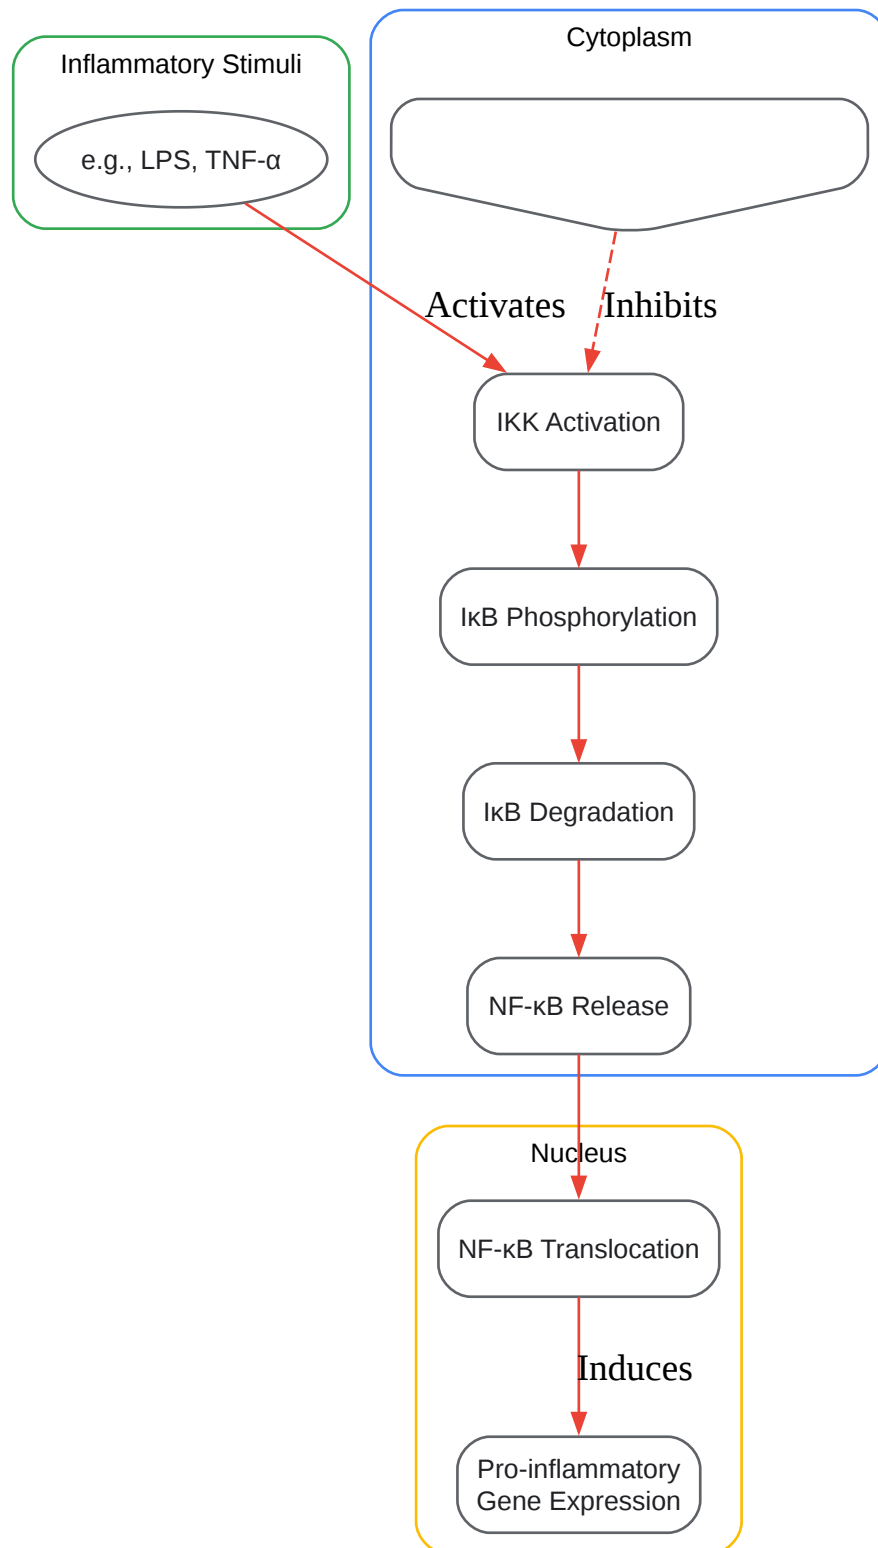 Cytoplasm
Inflammatory Stimuli
e.g., LPS, TNF-α
Activates
Inhibits
IKK Activation
IκB Phosphorylation
IκB Degradation
NF-κB Release
Nucleus
NF-κB Translocation
Induces
Pro-inflammatory
Gene Expression